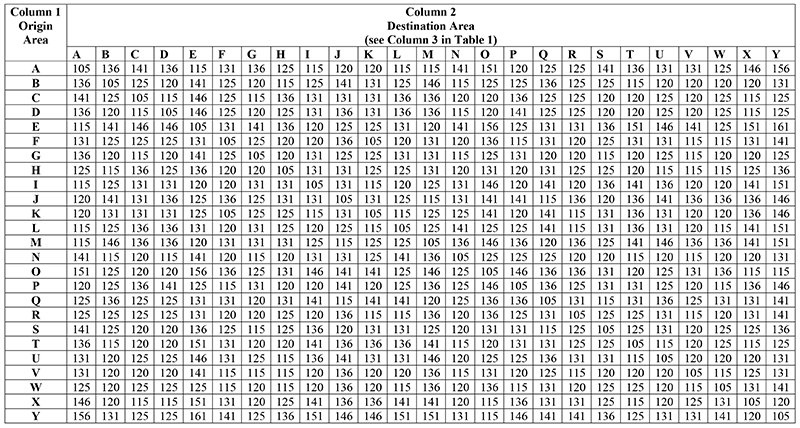 Column 1 Origin Area
Column 2
Destination Area
(see Column 3 in Table 1)
A B C D E F G H I J K L M N O P Q R S T U V W X Y
A 105 136 141 136 115 131 136 125 115 120 120 115 115 141 151 120 125 125 141 136 131 131 125 146 156
B 136 105 125 120 141 125 120 115 125 141 131 125 146 115 125 125 136 125 125 115 120 120 120 120 131
C 141 125 105 115 146 125 115 136 131 131 131 136 136 120 120 136 125 125 120 120 125 120 125 115 125
D 136 120 115 105 146 125 120 125 131 136 131 136 136 115 120 141 125 125 120 120 125 120 125 115 125
E 115 141 146 146 105 131 141 136 120 125 125 131 120 141 156 125 131 131 136 151 146 141 125 151 161
F 131 125 125 125 131 105 125 120 120 136 105 120 131 120 136 115 131 120 125 131 131 115 115 131 141
G 136 120 115 120 141 125 105 120 131 125 125 131 131 115 125 131 120 120 115 120 125 115 120 120 125
H 125 115 136 125 136 120 120 105 131 131 131 125 131 120 131 120 131 120 125 120 115 115 115 125 136
I 115 125 131 131 120 120 131 131 105 131 115 120 125 131 146 120 141 120 136 141 136 120 120 141 151
J 120 141 131 136 125 136 125 131 131 105 131 125 115 131 141 141 115 136 120 136 141 136 136 136 146
K 120 131 131 131 125 105 125 125 115 131 105 115 125 125 141 120 141 115 131 136 131 120 120 136 146
L 115 125 136 136 131 120 131 125 120 125 115 105 125 141 125 125 141 115 131 136 131 120 115 141 151
M 115 146 136 136 120 131 131 131 125 115 125 125 105 136 146 136 120 136 125 141 146 136 136 141 151
N 141 115 120 115 141 120 115 120 131 131 125 141 136 105 125 125 125 125 120 115 120 115 120 120 131
O 151 125 120 120 156 136 125 131 146 141 141 125 146 125 105 146 136 136 131 120 125 131 136 115 115
P 120 125 136 141 125 115 131 120 120 141 120 125 136 146 105 136 125 131 131 125 120 115 136 146
Q 125 136 125 125 131 131 120 131 141 115 141 141 120 125 136 136 105 131 115 131 136 125 131 131 141
R 125 125 125 125 131 120 120 125 120 136 115 115 136 125 136 125 131 105 125 125 131 115 120 131 141
S 141 125 120 120 136 125 115 125 136 120 131 131 125 120 131 131 115 125 105 125 131 120 125 125 136
T 136 115 120 120 151 131 120 120 141 136 136 136 141 115 120 131 131 125 125 105 115 120 125 115 125
U 131 120 125 125 146 131 125 115 136 141 131 131 146 120 125 125 136 131 131 115 105 120 120 120 131
V 131 120 120 120 141 115 115 115 120 136 120 120 136 115 131 120 125 115 120 120 120 105 115 125 131
W 125 120 125 125 125 115 120 115 120 136 120 115 136 120 136 115 131 120 125 125 120 115 105 131 141
X 146 120 115 115 151 131 120 125 141 136 136 141 141 120 115 136 131 131 125 115 120 125 131 105 120
Y 156 131 125 125 161 141 125 136 151 146 146 151 151 131 115 146 141 141 136 125 131 131 141 120 105